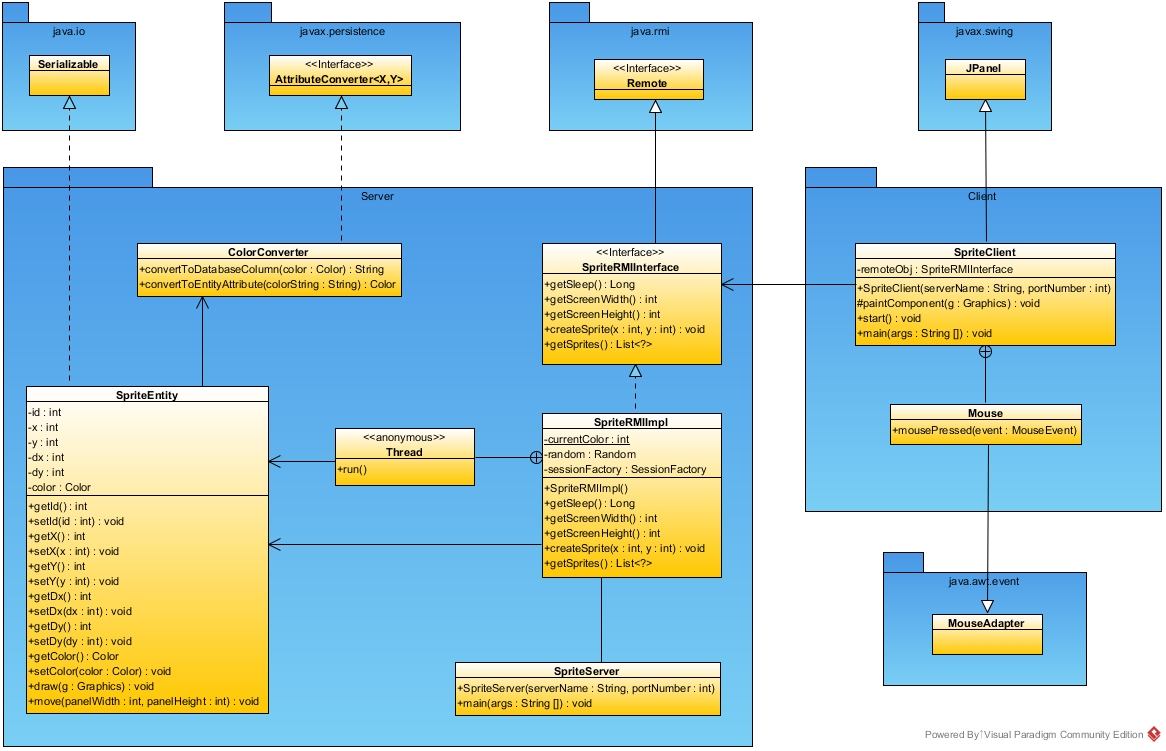 java.io
Serializable
javax.persistence
<<Interface>>
AttributeConverter<X,Y>
java.rmi
<<Interface>>
Remote
javax.swing
JPanel
Server
ColorConverter
+convertToDatabaseColumn(color : Color) : String
+convertToEntityAttribute(colorString : String) : Color
<<Interface>>
SpriteRMIInterface
+getSleep() : Long
+getScreenWidth() : int
+getScreenHeight() : int
+createSprite(x : int, y : int) : void
+getSprites() : List<?>
SpriteEntity
-id : int
-x : int
-y : int
-dx : int
-dy : int
-color : Color
+getId() : int
+setId(id : int) : void
+getX() : int
+setX(x : int) : void
+getY() : int
+setY(y : int) : void
+getDx() : int
+setDx(dx : int) : void
+getDy() : int
+setDy(dy : int) : void
+getColor() : Color
+setColor(color : Color) : void
+draw(g : Graphics) : void
+move(panelWidth : int, panelHeight : int) : void
<<anonymous>>
Thread
+run()
SpriteRMIImpl
-currentColor : int
-random : Random
-sessionFactory : SessionFactory
+SpriteRMIImpl()
+getSleep() : Long
+getScreenWidth() : int
+getScreenHeight() : int
+createSprite(x : int, y : int) : void
+getSprites() : List<?>
SpriteServer
+SpriteServer(serverName : String, portNumber : int)
+main(args : String []) : void
Client
SpriteClient
-remoteObj : SpriteRMIInterface
+SpriteClient(serverName : String, portNumber : int)
#paintComponent(g : Graphics) : void
+start() : void
+main(args : String []) : void
Mouse
+mousePressed(event : MouseEvent)
java.awt.event
MouseAdapter
Powered By Visual Paradigm Community Edition